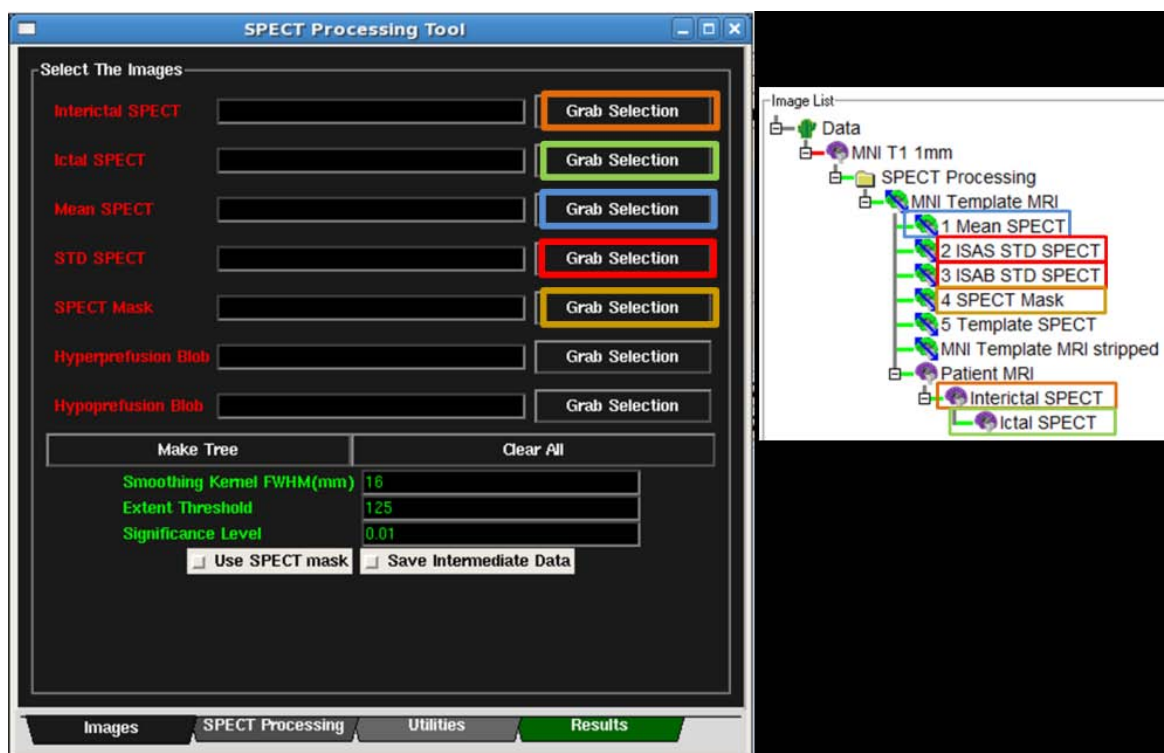 SPECT Processing Tool
Select The Images
Interictal SPECT Grab Selection
Ictal SPECT Grab Selection
Mean SPECT Grab Selection
STD SPECT Grab Selection
SPECT Mask Grab Selection
Hyperprefusion Blob Grab Selection
Hypoprefusion Blob Grab Selection
Make Tree Clear All
Smoothing Kernel FWHM(mm) 16
Extent Threshold 125
Significance Level 0.01
Use SPECT mask Save Intermediate Data
Images SPECT Processing Utilities Results
Image List
Data
MNI T1 1mm
SPECT Processing
MNI Template MRI
1 Mean SPECT
2 ISAS STD SPECT
3 ISAB STD SPECT
4 SPECT Mask
5 Template SPECT
MNI Template MRI stripped
Patient MRI
Interictal SPECT
Ictal SPECT